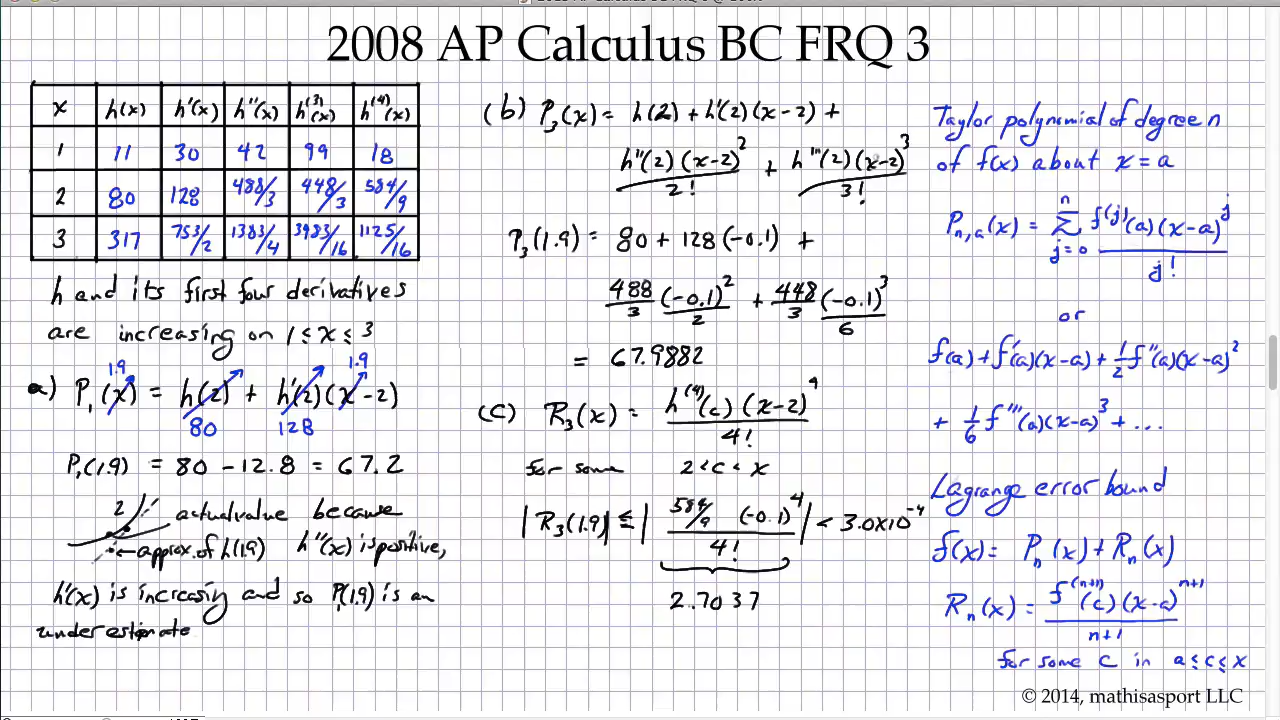 2008 AP Calculus BC FRQ 3
x h(x) h'(x) h''(x) h⁽³⁾(x) h⁽⁴⁾(x)
1 11 30 42 99 18
2 80 128 488/3 448/3 584/9
3 317 753/2 1383/4 3983/16 1125/16
h and its first four derivatives
are increasing on 1 ≤ x ≤ 3
1.9 1.9
a) P₁(x) = h(2) + h'(2)(x-2)
80 128
P₁(1.9) = 80 - 12.8 = 67.2
2 actual value because
←approx. of h(1.9) h''(x) is positive,
h'(x) is increasing and so P₁(1.9) is an
underestimate
(b) P₃(x) = h(2) + h'(2)(x-2) +
h''(2)(x-2)²/2! + h'''(2)(x-2)³/3!
P₃(1.9) = 80 + 128(-0.1) +
488/3 (-0.1)²/2 + 448/3 (-0.1)³/6
= 67.9882
(C) R₃(x) = h⁽⁴⁾(c)(x-2)⁴/4!
for some 2 < c < x
|R₃(1.9)| ≤ |584/9 (-0.1)⁴/4!| < 3.0x10⁻⁴
2.7037
Taylor polynomial of degree n
of f(x) about x = a
Pₙ,ₐ(x) = Σ n j=0 f⁽ʲ⁾(a)(x-a)ʲ/j!
or
f(a) + f'(a)(x-a) + 1/2 f''(a)(x-a)²
+ 1/6 f'''(a)(x-a)³ + ...
Lagrange error bound
f(x) = Pₙ(x) + Rₙ(x)
Rₙ(x) = f⁽ⁿ⁺¹⁾(c)(x-a)ⁿ⁺¹/n+1
for some c in a ≤ c ≤ x
© 2014, mathisasport LLC